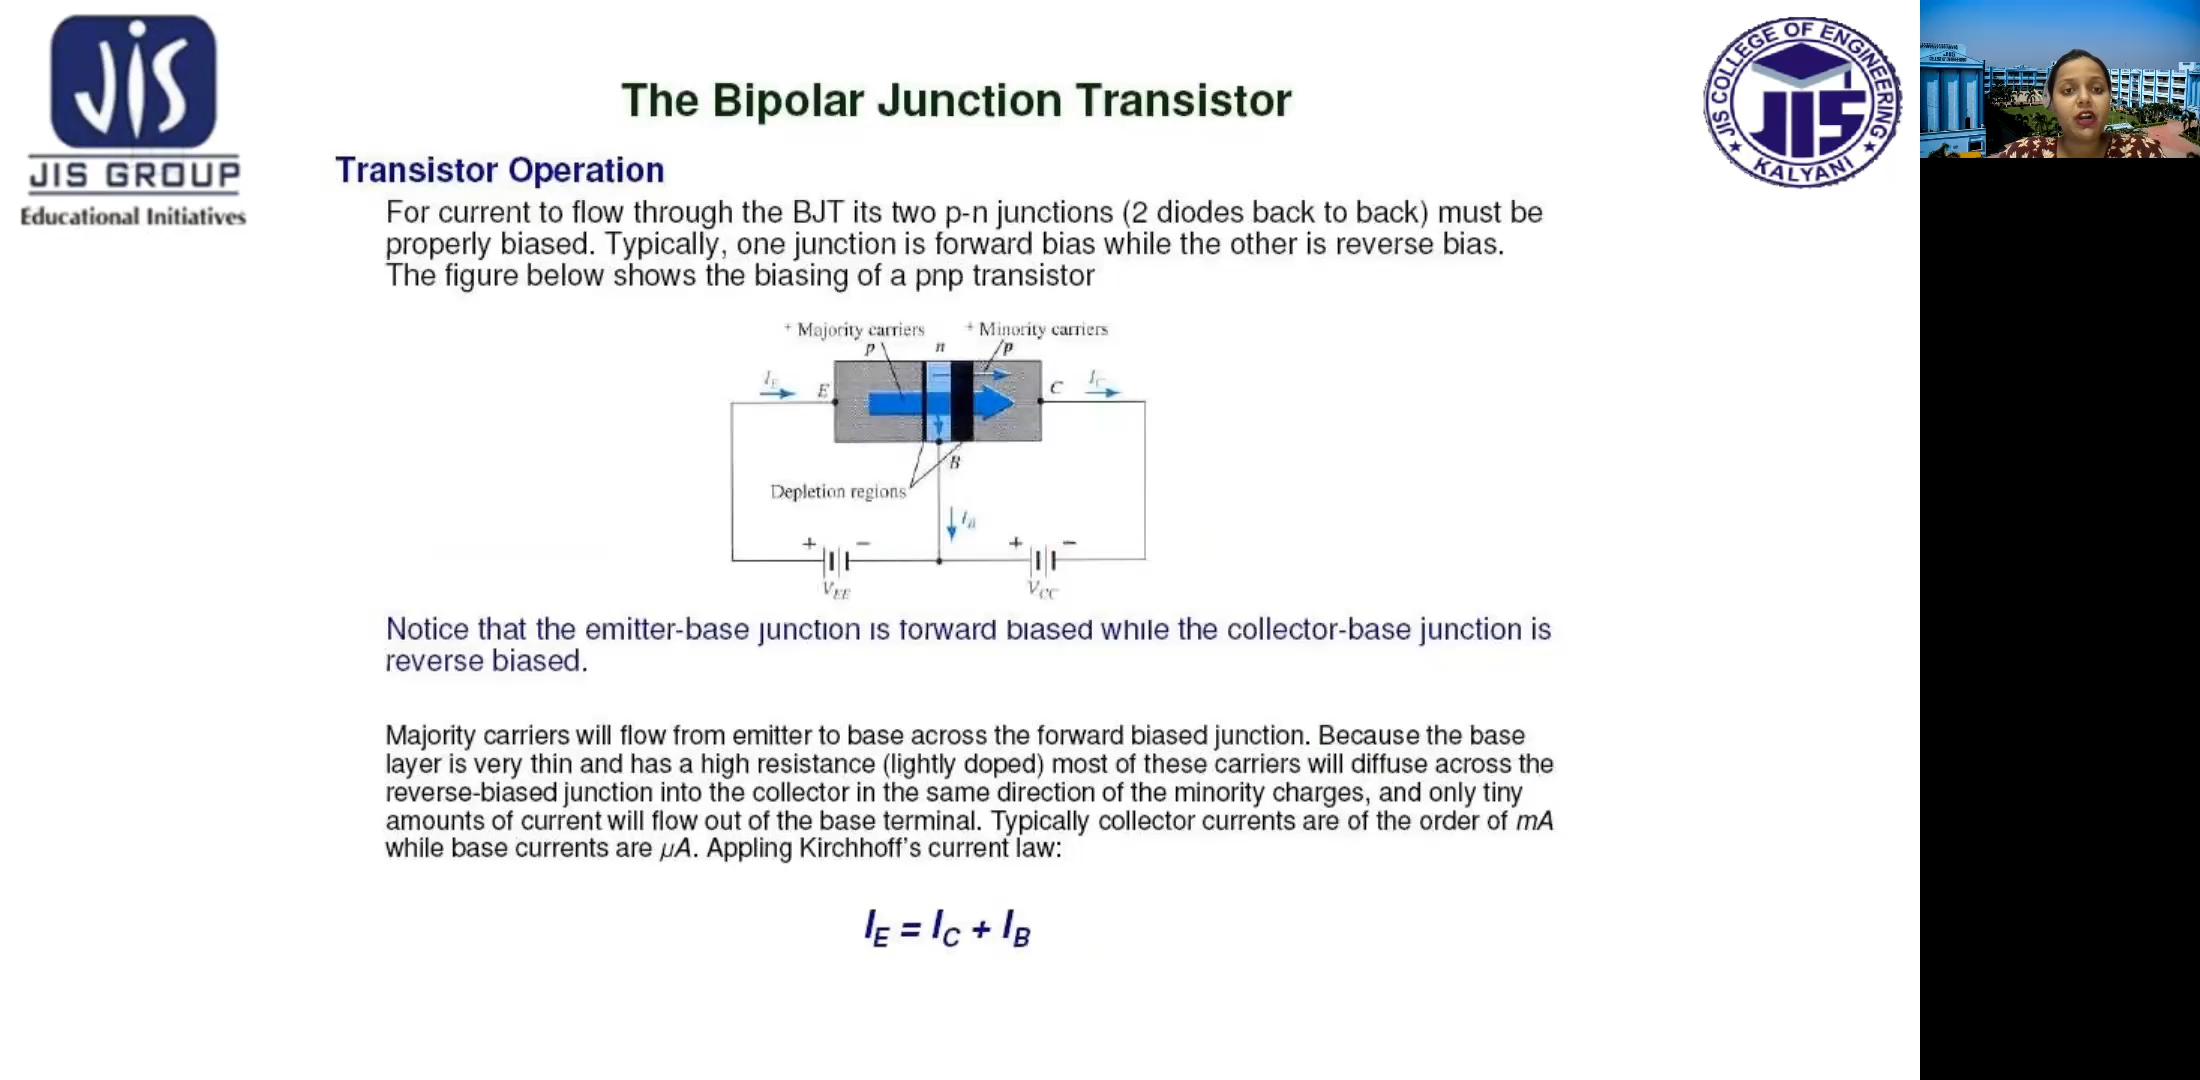 JIS
JIS GROUP
Educational Initiatives
JIS COLLEGE OF ENGINEERING
JIS
KALYANI
The Bipolar Junction Transistor
Transistor Operation
For current to flow through the BJT its two p-n junctions (2 diodes back to back) must be
properly biased. Typically, one junction is forward bias while the other is reverse bias.
The figure below shows the biasing of a pnp transistor
+ Majority carriers + Minority carriers
p n p
I_E E C I_C
B
Depletion regions
I_B
+ − + −
V_EE V_CC
Notice that the emitter-base junction is forward biased while the collector-base junction is
reverse biased.
Majority carriers will flow from emitter to base across the forward biased junction. Because the base
layer is very thin and has a high resistance (lightly doped) most of these carriers will diffuse across the
reverse-biased junction into the collector in the same direction of the minority charges, and only tiny
amounts of current will flow out of the base terminal. Typically collector currents are of the order of mA
while base currents are μA. Appling Kirchhoff's current law:
I_E = I_C + I_B